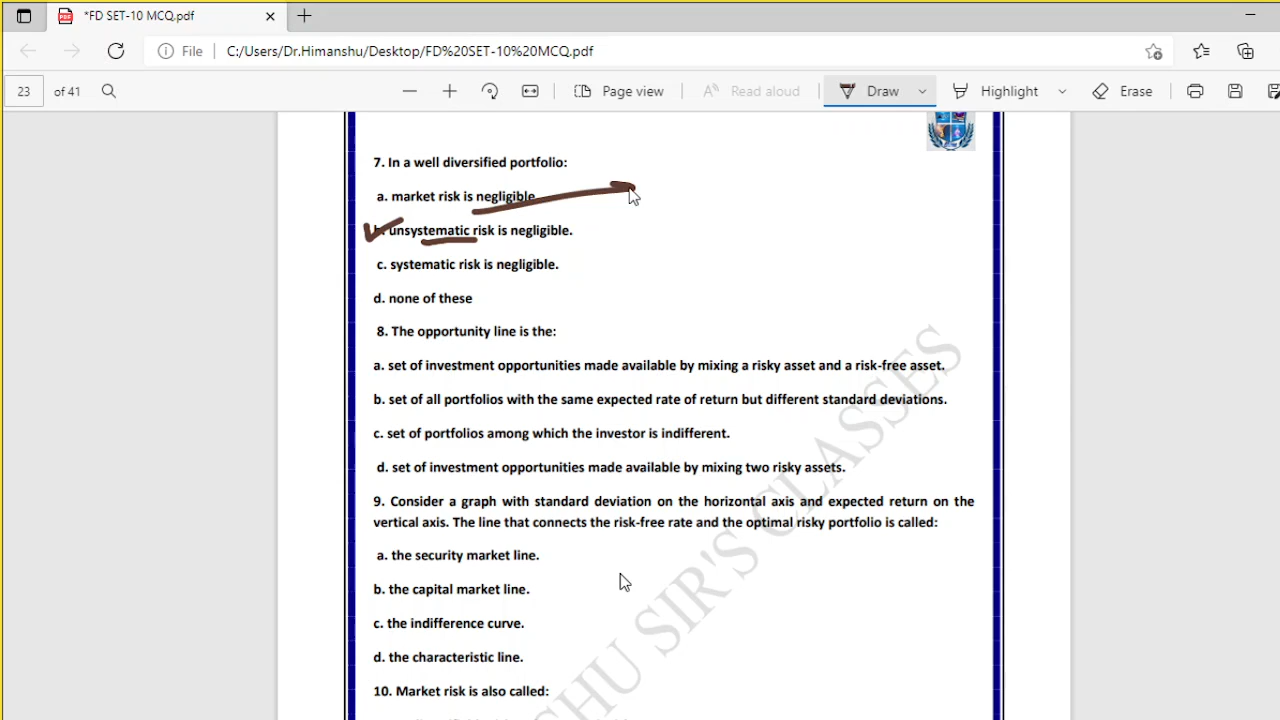 *FD SET-10 MCQ.pdf
File
C:/Users/Dr.Himanshu/Desktop/FD%20SET-10%20MCQ.pdf
23 of 41
Page view
Read aloud
Draw
Highlight
Erase
7. In a well diversified portfolio:
a. market risk is negligible
b. unsystematic risk is negligible.
c. systematic risk is negligible.
d. none of these
8. The opportunity line is the:
a. set of investment opportunities made available by mixing a risky asset and a risk-free asset.
b. set of all portfolios with the same expected rate of return but different standard deviations.
c. set of portfolios among which the investor is indifferent.
d. set of investment opportunities made available by mixing two risky assets.
9. Consider a graph with standard deviation on the horizontal axis and expected return on the
vertical axis. The line that connects the risk-free rate and the optimal risky portfolio is called:
a. the security market line.
b. the capital market line.
c. the indifference curve.
d. the characteristic line.
10. Market risk is also called:
SHU SIR'S CLASSES